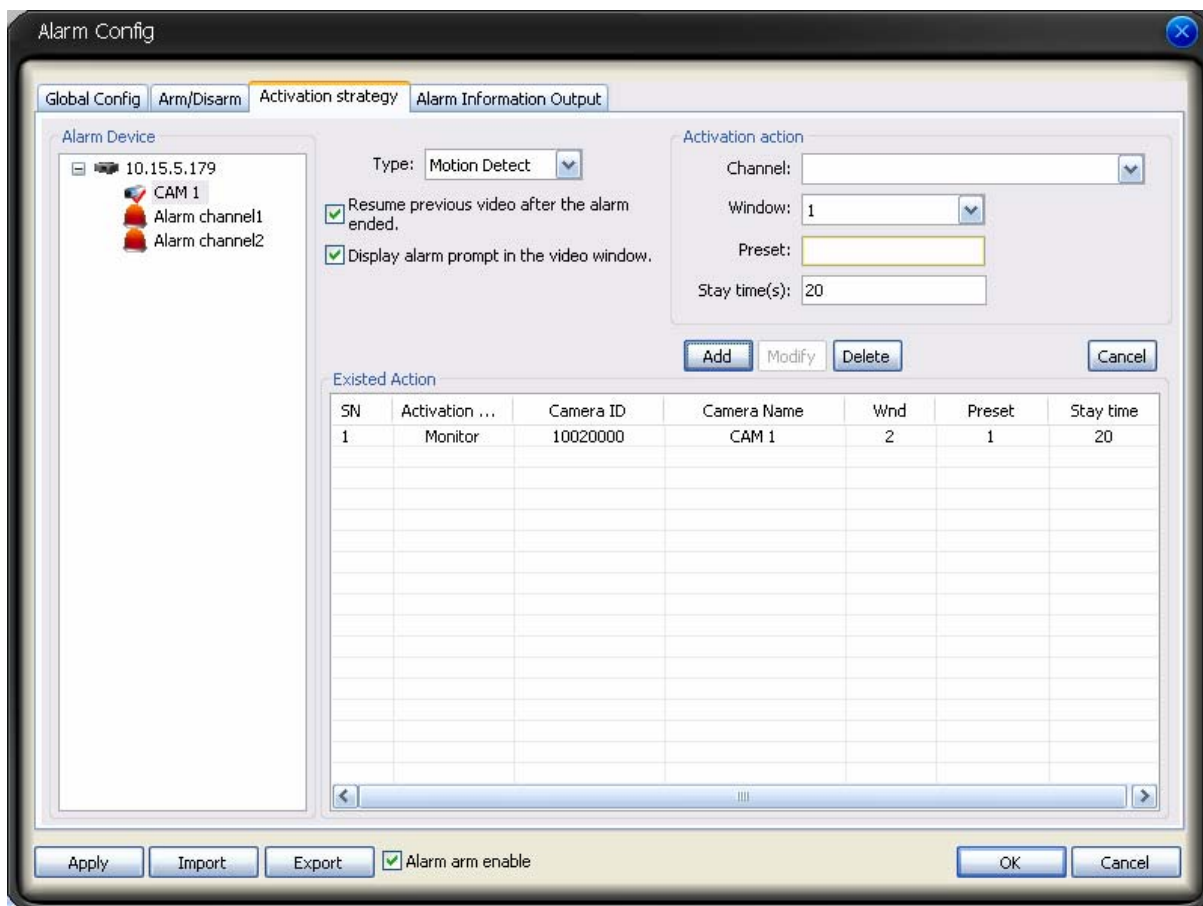 Alarm Config
Global Config Arm/Disarm Activation strategy Alarm Information Output
Alarm Device
10.15.5.179
CAM 1
Alarm channel1
Alarm channel2
Type: Motion Detect
Resume previous video after the alarm
ended.
Display alarm prompt in the video window.
Activation action
Channel:
Window: 1
Preset:
Stay time(s): 20
Add Modify Delete Cancel
Existed Action
SN Activation ... Camera ID Camera Name Wnd Preset Stay time
1 Monitor 10020000 CAM 1 2 1 20
Apply Import Export Alarm arm enable OK Cancel